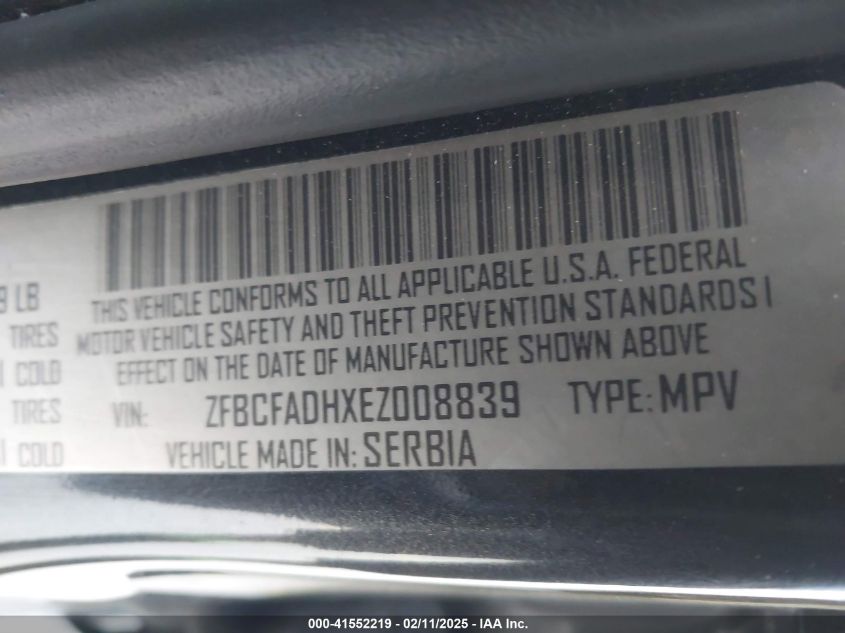 9 LB
THIS VEHICLE CONFORMS TO ALL APPLICABLE U.S.A. FEDERAL
TIRES
MOTOR VEHICLE SAFETY AND THEFT PREVENTION STANDARDS I
COLD
EFFECT ON THE DATE OF MANUFACTURE SHOWN ABOVE
TIRES
VIN: ZFBCFADHXEZ008839 TYPE: MPV
COLD
VEHICLE MADE IN: SERBIA
000-41552219 - 02/11/2025 - IAA Inc.